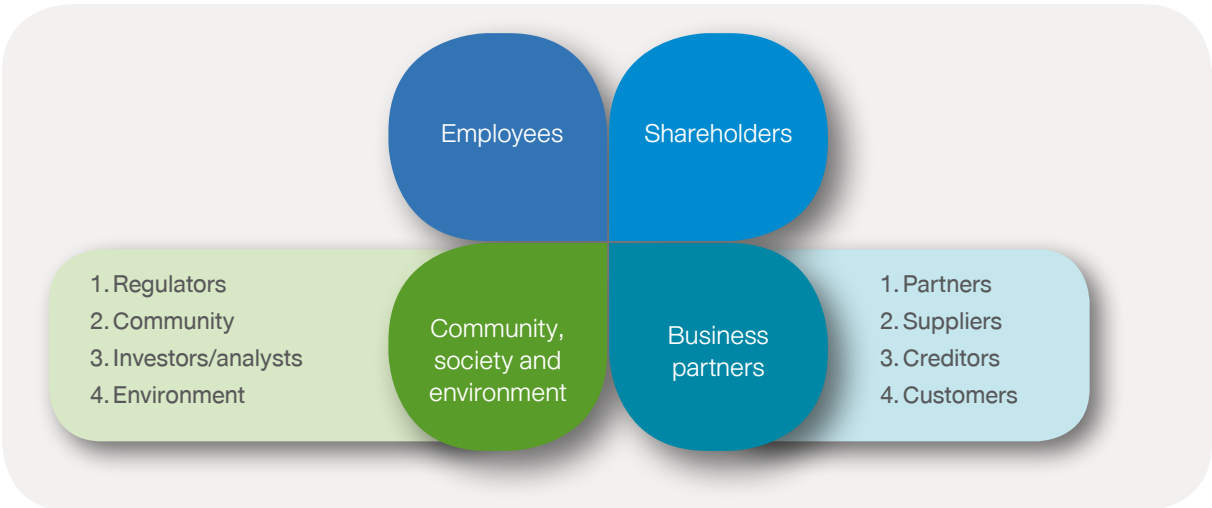 Employees
Shareholders
1. Regulators
2. Community
3. Investors/analysts
4. Environment
Community,
society and
environment
Business
partners
1. Partners
2. Suppliers
3. Creditors
4. Customers